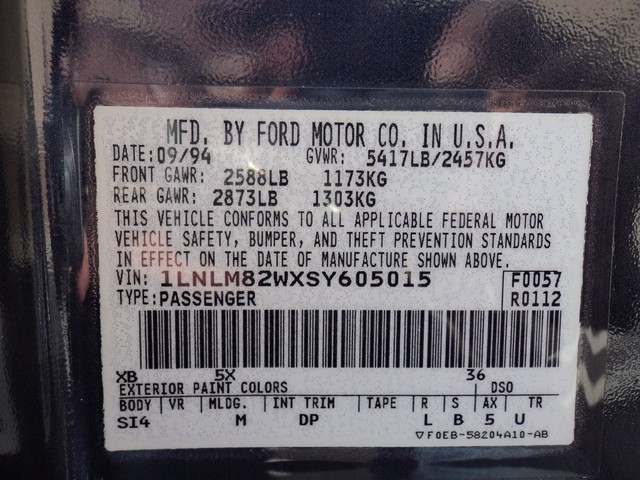 MFD. BY FORD MOTOR CO. IN U.S.A.
DATE: 09/94 GVWR: 5417LB/2457KG
FRONT GAWR: 2588LB 1173KG
REAR GAWR: 2873LB 1303KG
THIS VEHICLE CONFORMS TO ALL APPLICABLE FEDERAL MOTOR
VEHICLE SAFETY, BUMPER, AND THEFT PREVENTION STANDARDS
IN EFFECT ON THE DATE OF MANUFACTURE SHOWN ABOVE.
VIN: 1LNLM82WXSY605015 F0057
TYPE: PASSENGER R0112
XB 5X 36
EXTERIOR PAINT COLORS DSO
BODY VR MLDG. INT TRIM TAPE R S AX TR
SI4 M DP L B 5 U
▽F0EB-58204A10-AB